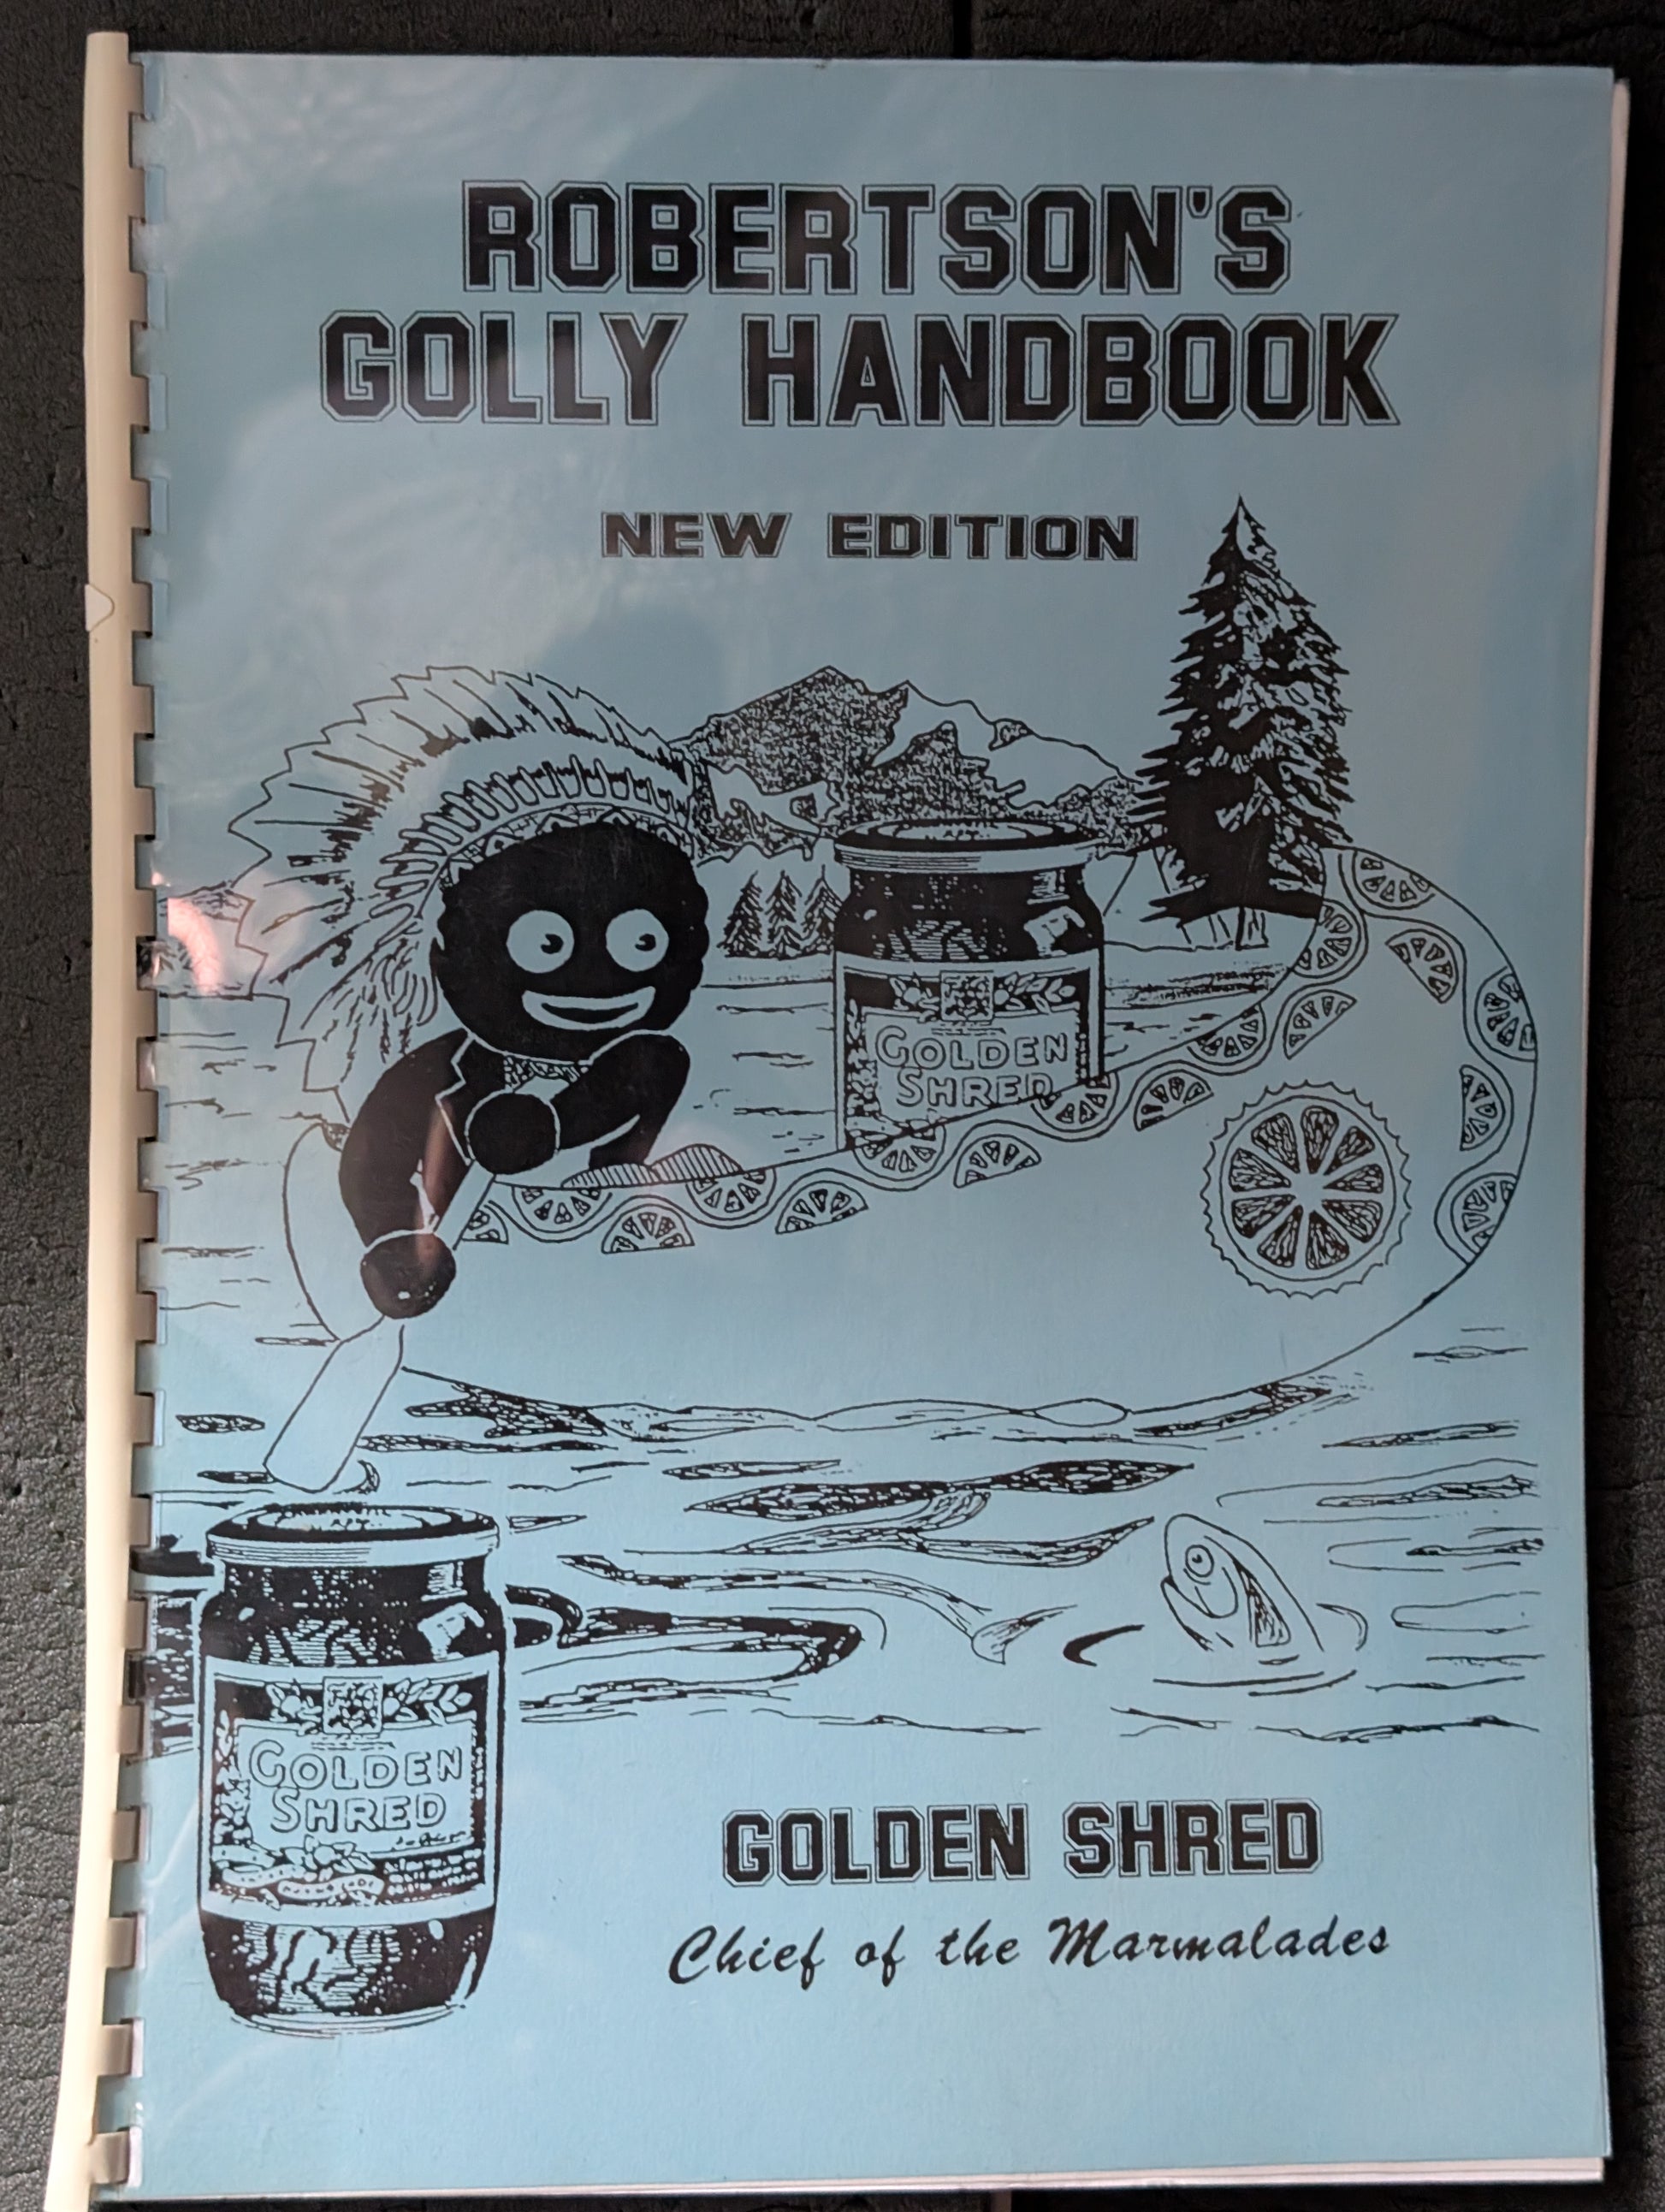 ROBERTSON'S
GOLLY HANDBOOK
NEW EDITION
GOLDEN
SHRED
GOLDEN
SHRED
GOLDEN SHRED
Chief of the Marmalades